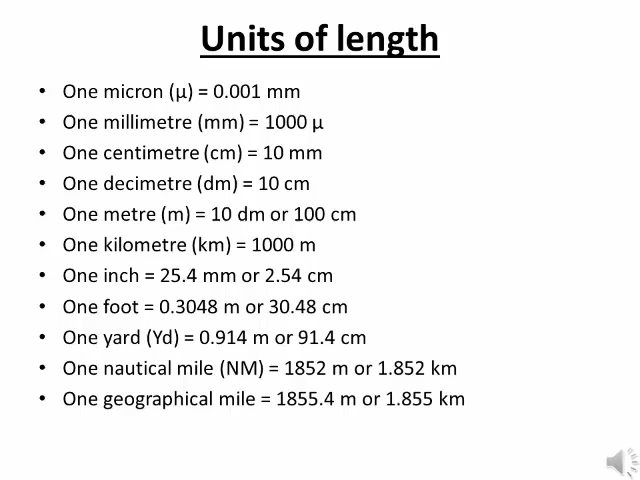 Units of length
• One micron (µ) = 0.001 mm
• One millimetre (mm) = 1000 µ
• One centimetre (cm) = 10 mm
• One decimetre (dm) = 10 cm
• One metre (m) = 10 dm or 100 cm
• One kilometre (km) = 1000 m
• One inch = 25.4 mm or 2.54 cm
• One foot = 0.3048 m or 30.48 cm
• One yard (Yd) = 0.914 m or 91.4 cm
• One nautical mile (NM) = 1852 m or 1.852 km
• One geographical mile = 1855.4 m or 1.855 km